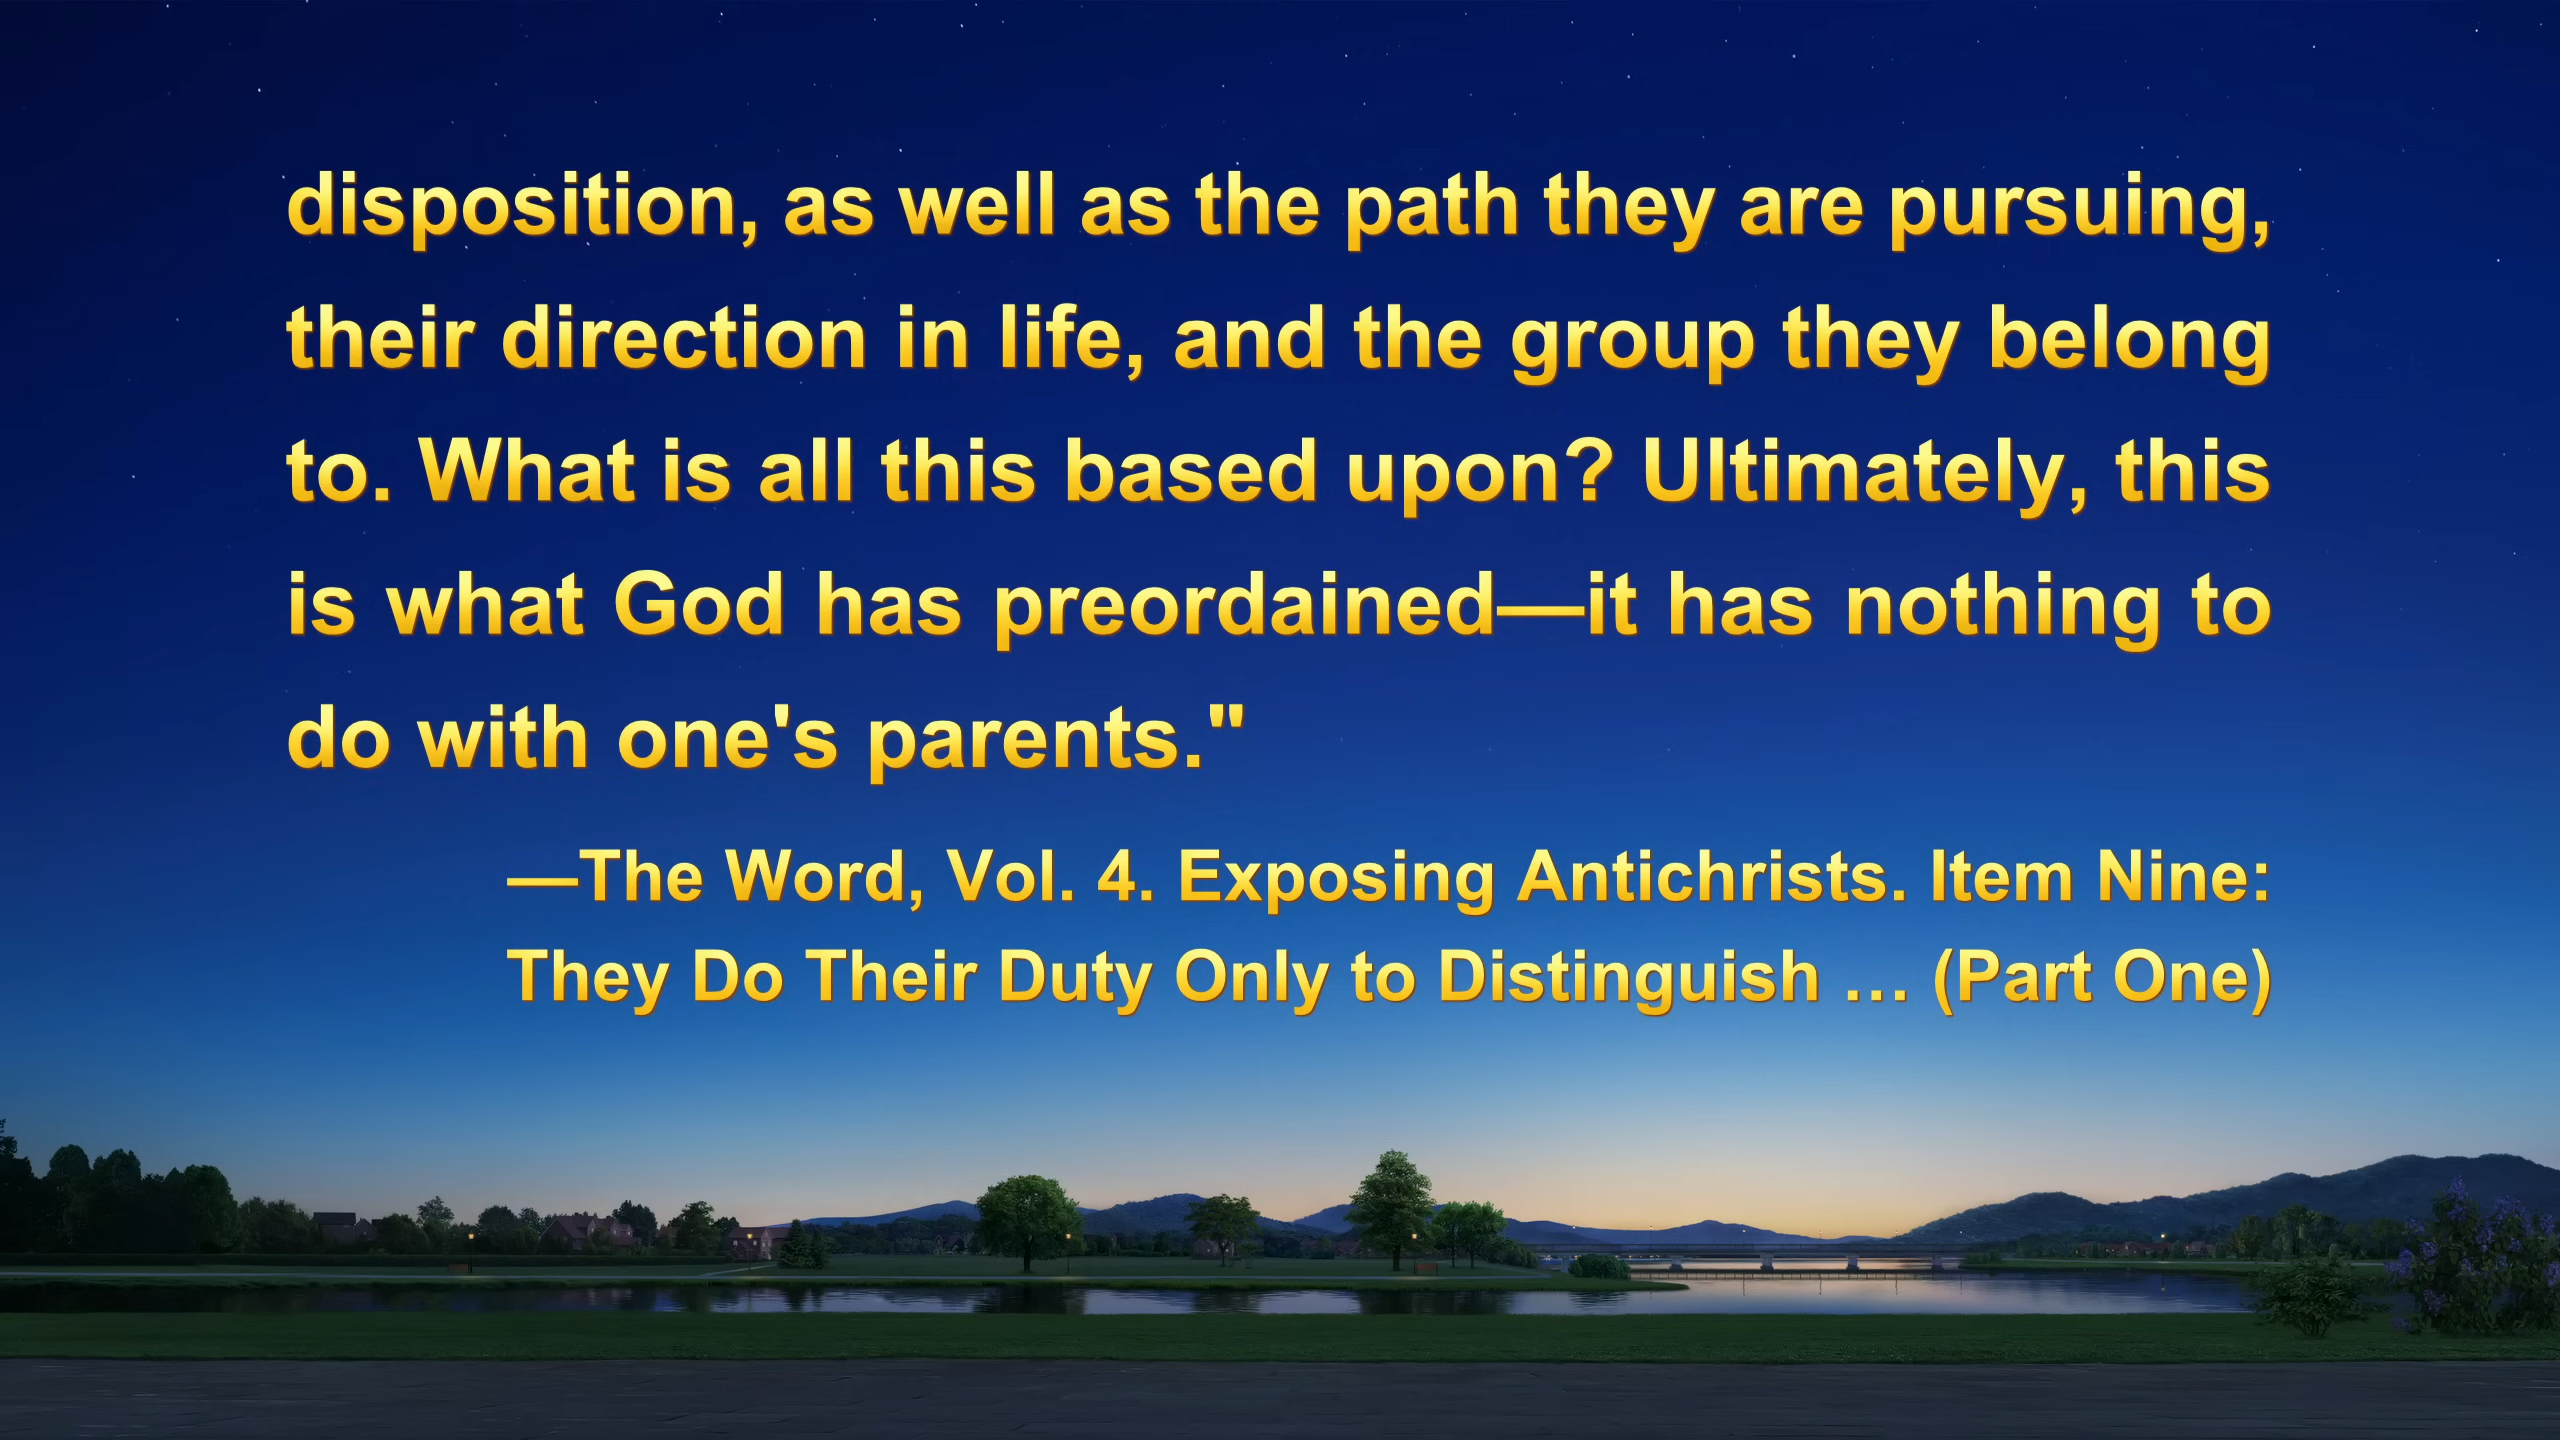 disposition, as well as the path they are pursuing,
their direction in life, and the group they belong
to. What is all this based upon? Ultimately, this
is what God has preordained—it has nothing to
do with one's parents."
—The Word, Vol. 4. Exposing Antichrists. Item Nine:
They Do Their Duty Only to Distinguish … (Part One)